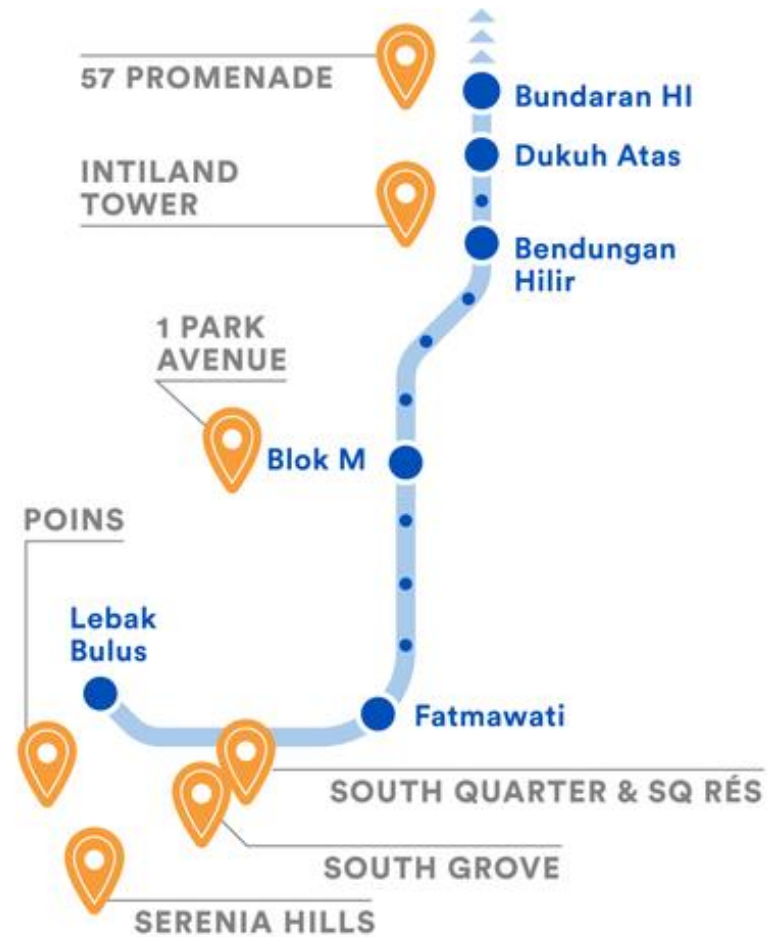 57 PROMENADE
Bundaran HI
Dukuh Atas
INTILAND
TOWER
Bendungan
Hilir
1 PARK
AVENUE
Blok M
POINS
Lebak
Bulus
Fatmawati
SOUTH QUARTER & SQ RÉS
SOUTH GROVE
SERENIA HILLS